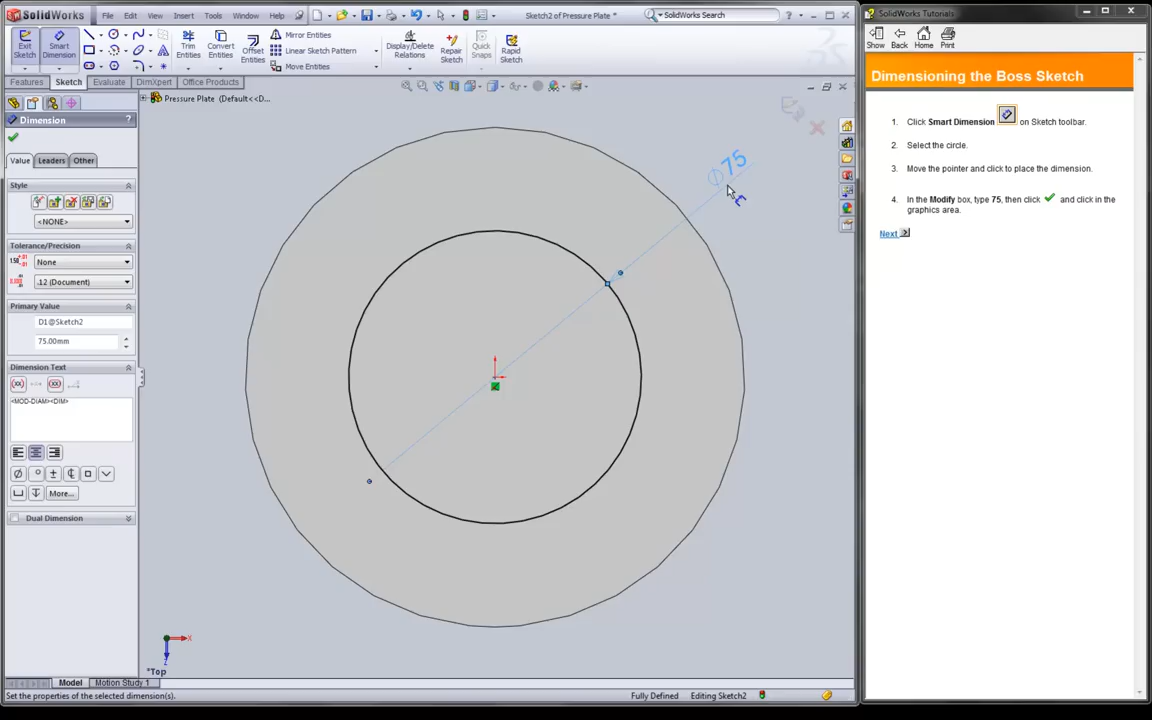 SolidWorks
File
Edit
View
Insert
Tools
Window
Help
Sketch2 of Pressure Plate *
SolidWorks Search
Exit
Sketch
Smart
Dimension
Trim
Entities
Convert
Entities
Offset
Entities
Mirror Entities
Linear Sketch Pattern
Move Entities
Display/Delete
Relations
Repair
Sketch
Quick
Snaps
Rapid
Sketch
Features
Sketch
Evaluate
DimXpert
Office Products
Pressure Plate (Default<<D...
Dimension
?
Value
Leaders
Other
Style
<NONE>
Tolerance/Precision
None
.12 (Document)
Primary Value
D1@Sketch2
75.00mm
Dimension Text
<MOD-DIAM><DIM>
More...
Dual Dimension
∅75
X
Z
*Top
Model
Motion Study 1
Set the properties of the selected dimension(s).
Fully Defined
Editing Sketch2
SolidWorks Tutorials
Show
Back
Home
Print
Dimensioning the Boss Sketch
1. Click Smart Dimension on Sketch toolbar.
2. Select the circle.
3. Move the pointer and click to place the dimension.
4. In the Modify box, type 75, then click and click in the
graphics area.
Next